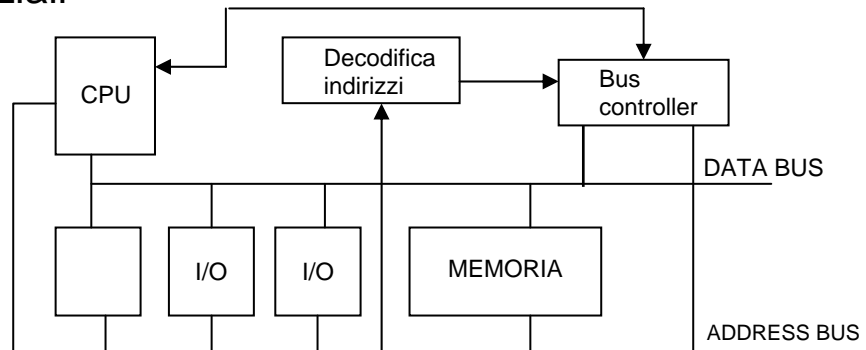 CPU
Decodifica
indirizzi
Bus
controller
DATA BUS
I/O
I/O
MEMORIA
ADDRESS BUS